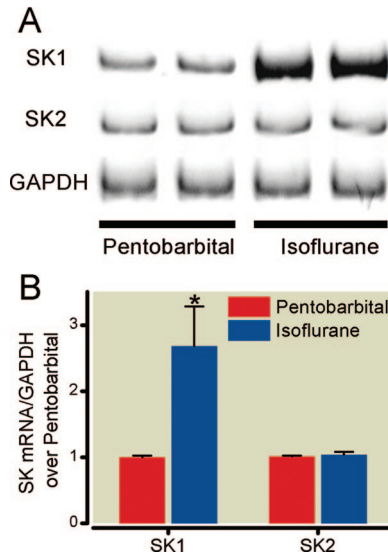 A
SK1
SK2
GAPDH
Pentobarbital Isoflurane
B
SK mRNA/GAPDH
over Pentobarbital
3
2
1
0
*
Pentobarbital
Isoflurane
SK1 SK2